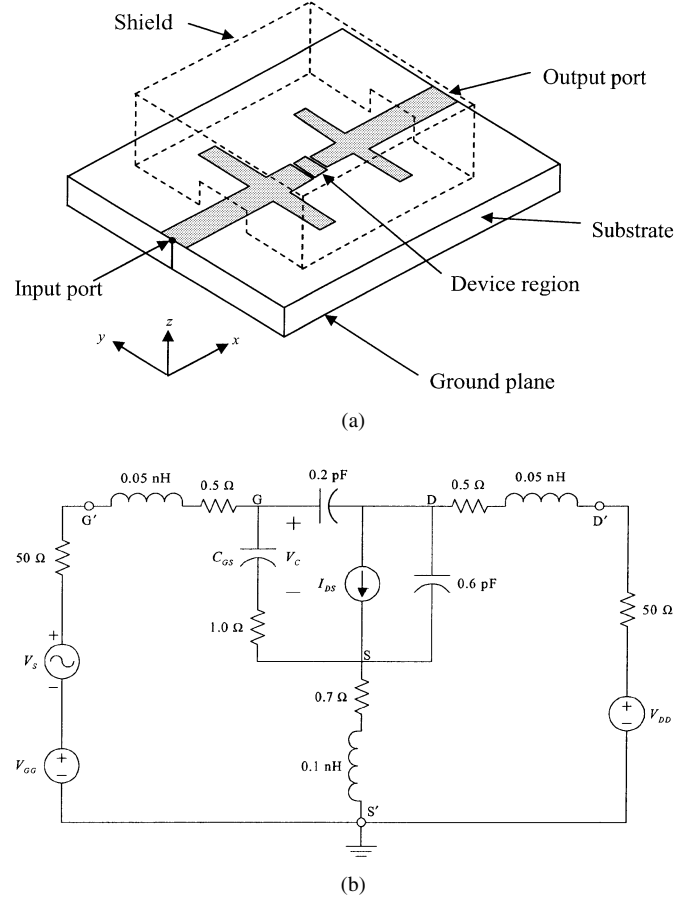 Shield
Output port
Substrate
Input port
Device region
y
z
x
Ground plane
(a)
0.05 nH
0.5 Ω
G
0.2 pF
D
0.5 Ω
0.05 nH
G'
D'
+
50 Ω
C_GS
V_C
I_DS
0.6 pF
−
50 Ω
1.0 Ω
+
V_S
−
S
0.7 Ω
+
−
V_DD
V_GG
+
−
0.1 nH
S'
(b)